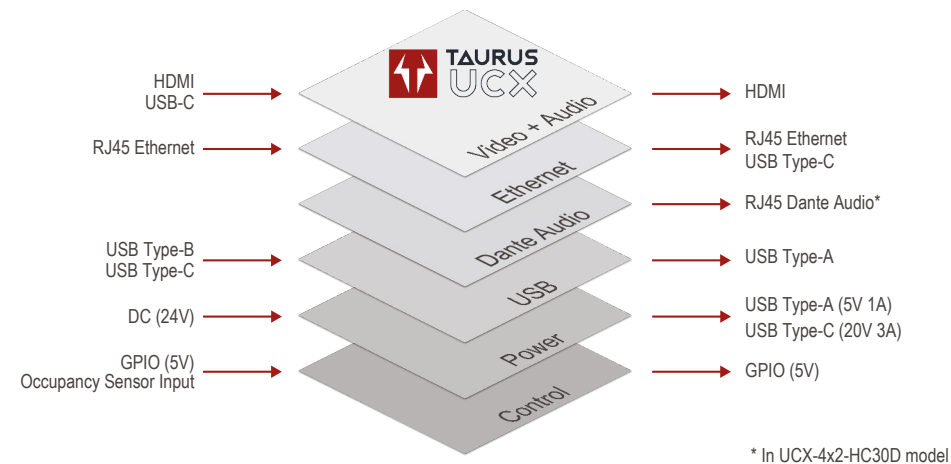 TAURUS
UCX
HDMI
USB-C
Video + Audio
HDMI
RJ45 Ethernet
Ethernet
RJ45 Ethernet
USB Type-C
Dante Audio
RJ45 Dante Audio*
USB Type-B
USB Type-C
USB
USB Type-A
DC (24V)
Power
USB Type-A (5V 1A)
USB Type-C (20V 3A)
GPIO (5V)
Occupancy Sensor Input
Control
GPIO (5V)
* In UCX-4x2-HC30D model